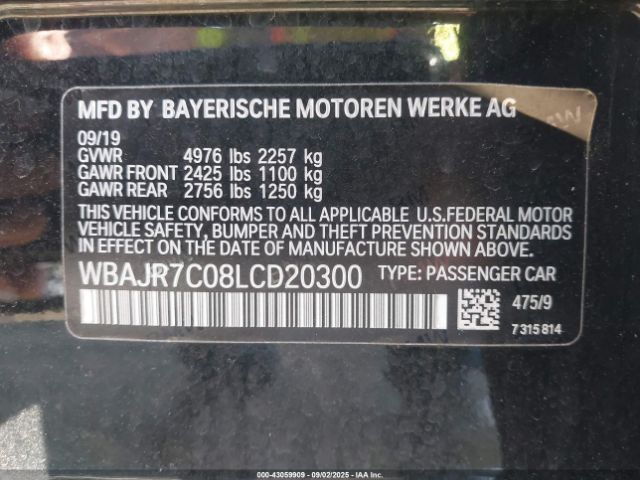 MFD BY BAYERISCHE MOTOREN WERKE AG
09/19
GVWR 4976 lbs 2257 kg
GAWR FRONT 2425 lbs 1100 kg
GAWR REAR 2756 lbs 1250 kg
THIS VEHICLE CONFORMS TO ALL APPLICABLE U.S.FEDERAL MOTOR
VEHICLE SAFETY, BUMPER AND THEFT PREVENTION STANDARDS
IN EFFECT ON THE DATE OF MANUFACTURE SHOWN ABOVE.
WBAJR7C08LCD20300 TYPE: PASSENGER CAR
475/9
7 315 814
000-43059909 - 09/02/2025 - IAA Corp.